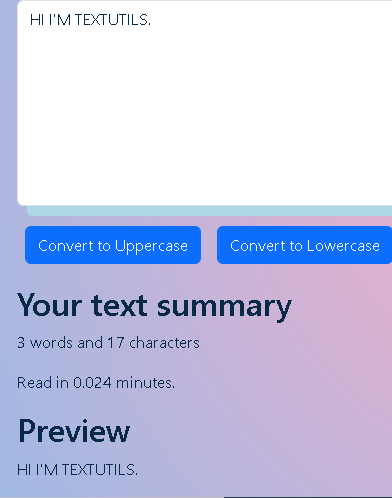 HI I'M TEXTUTILS.
Convert to Uppercase Convert to Lowercase
Your text summary
3 words and 17 characters
Read in 0.024 minutes.
Preview
HI I'M TEXTUTILS.